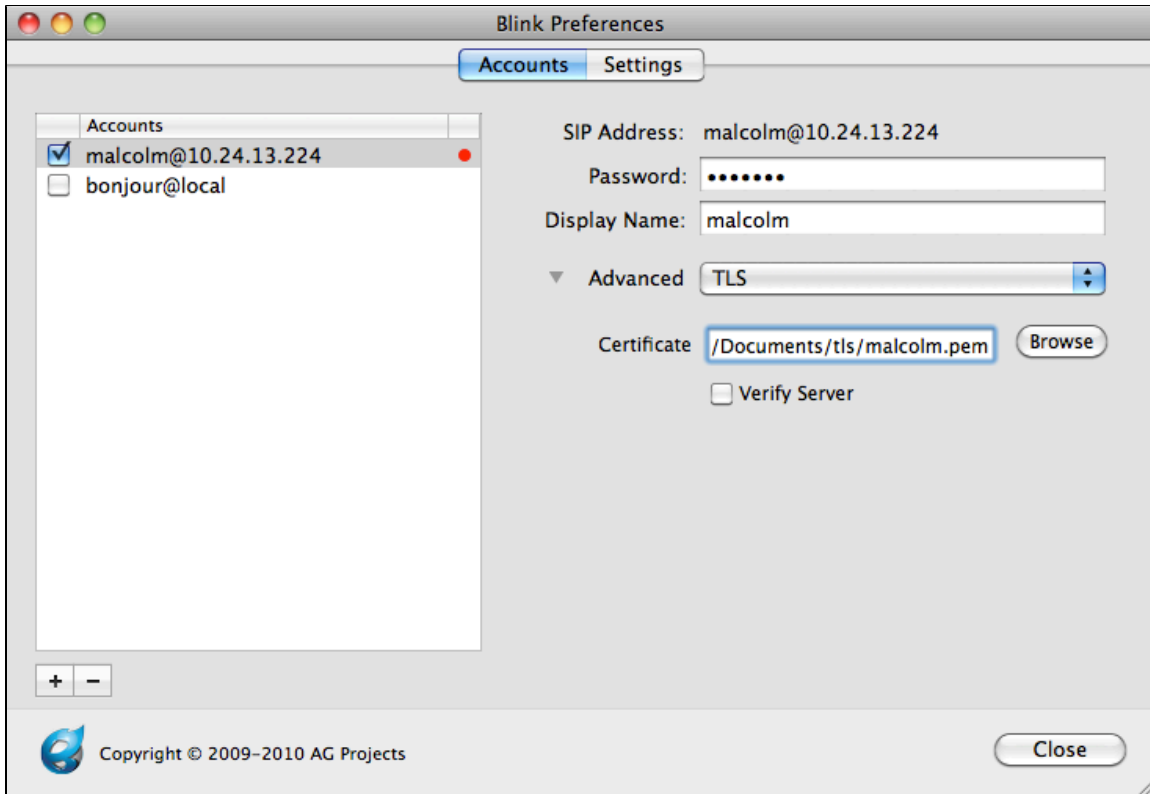 Blink Preferences
Accounts Settings
Accounts
malcolm@10.24.13.224
bonjour@local
SIP Address: malcolm@10.24.13.224
Password: •••••••
Display Name: malcolm
Advanced TLS
Certificate /Documents/tls/malcolm.pem Browse
Verify Server
+ −
Copyright © 2009-2010 AG Projects
Close